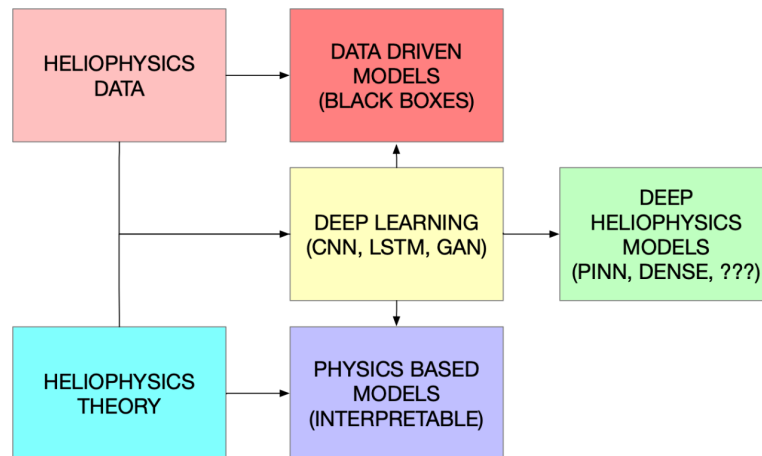 HELIOPHYSICS
DATA
DATA DRIVEN
MODELS
(BLACK BOXES)
DEEP LEARNING
(CNN, LSTM, GAN)
DEEP
HELIOPHYSICS
MODELS
(PINN, DENSE, ???)
HELIOPHYSICS
THEORY
PHYSICS BASED
MODELS
(INTERPRETABLE)